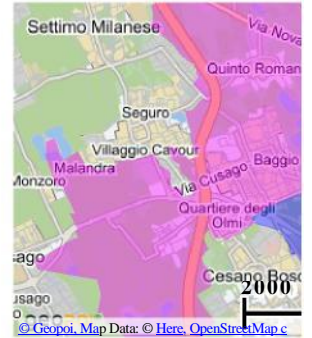 Settimo Milanese
Via Nova
Quinto Roman
Seguro
Villaggio Cavour
Malandra
Baggio
Monzoro
Via Cusago
Quartiere degli
Olmi
ago
Cesano Bosc
2000
usago
o
© Geopoi, Map Data: © Here, OpenStreetMap c